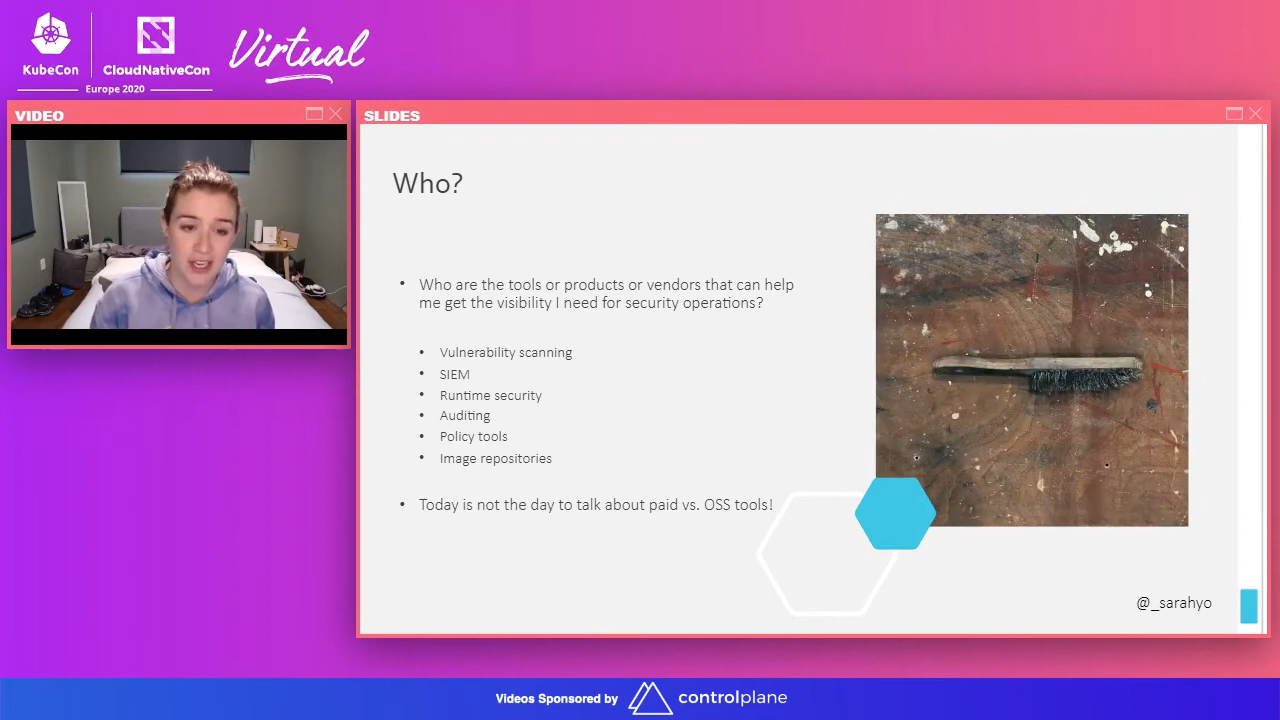 KubeCon
CloudNativeCon
Europe 2020
Virtual
VIDEO
SLIDES
Who?
• Who are the tools or products or vendors that can help
me get the visibility I need for security operations?
• Vulnerability scanning
• SIEM
• Runtime security
• Auditing
• Policy tools
• Image repositories
• Today is not the day to talk about paid vs. OSS tools!
@_sarahyo
Videos Sponsored by
controlplane